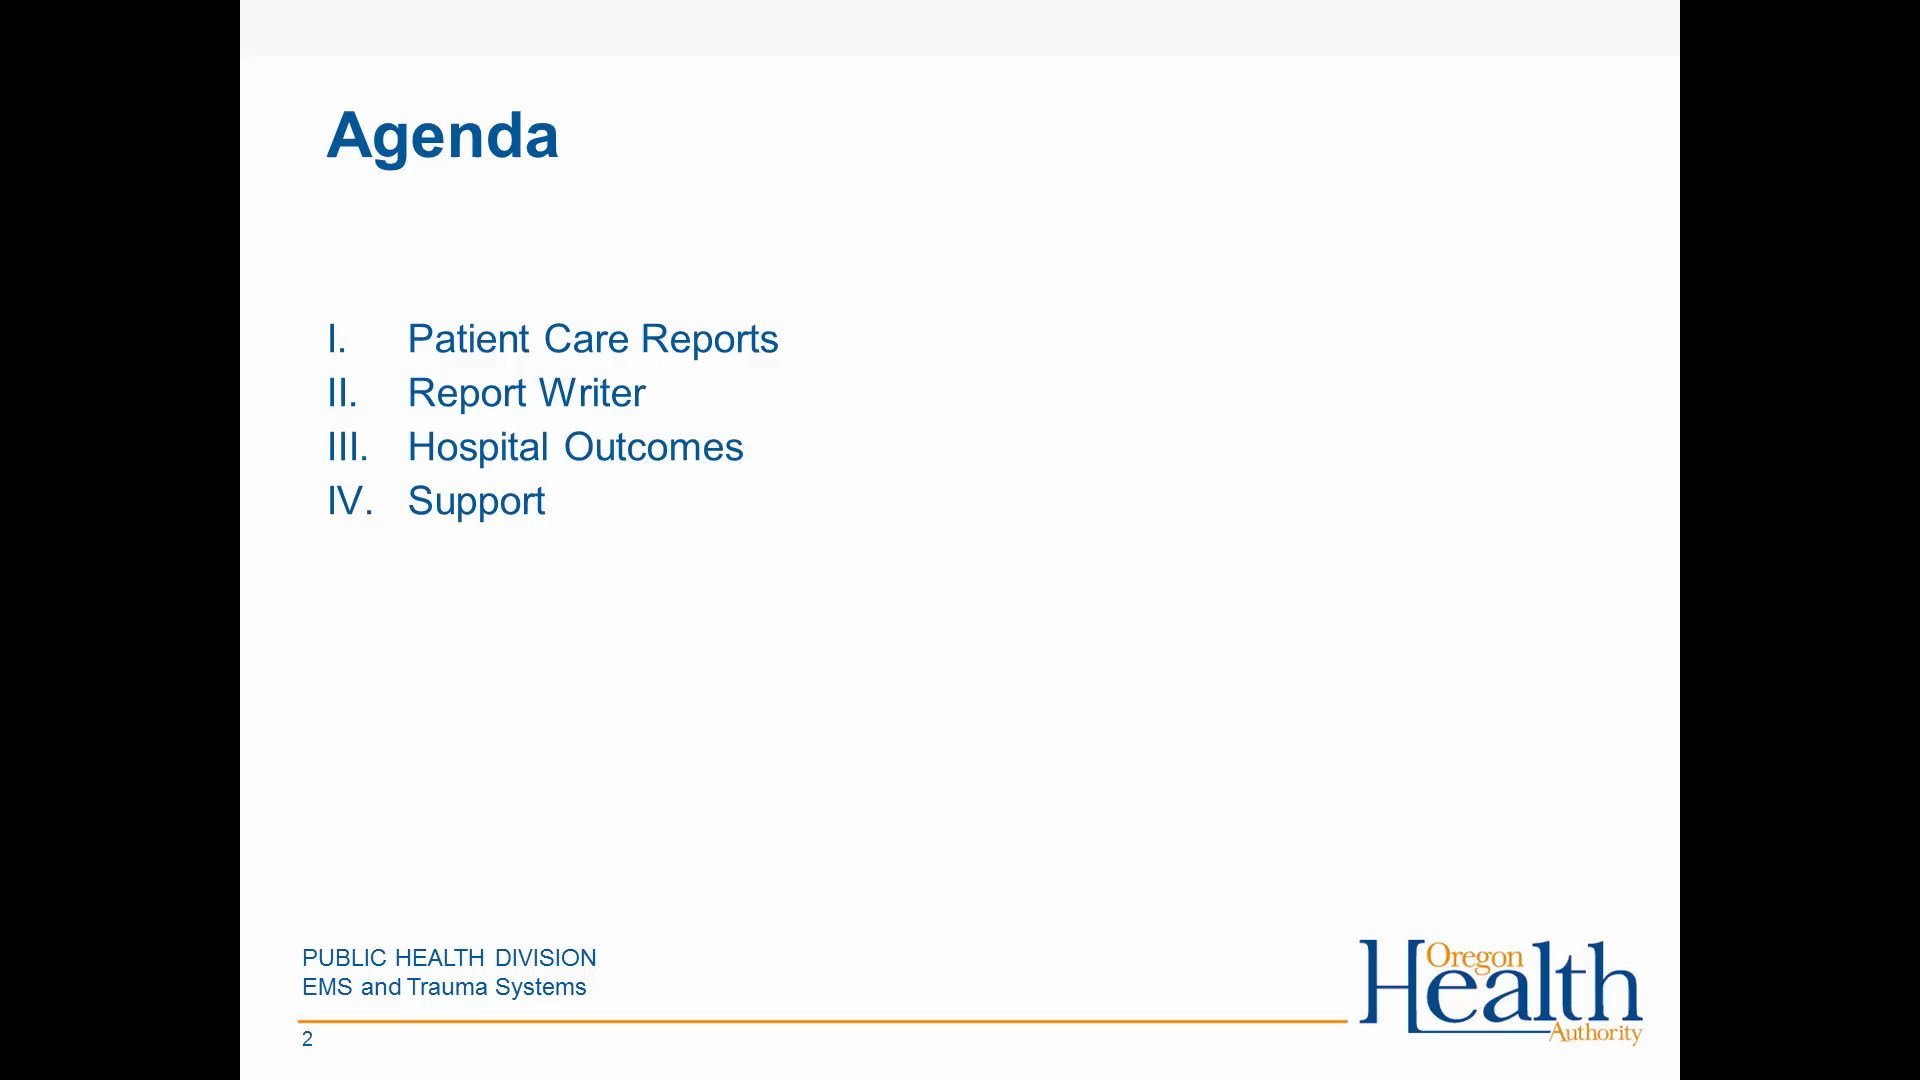 Agenda
I. Patient Care Reports
II. Report Writer
III. Hospital Outcomes
IV. Support
PUBLIC HEALTH DIVISION
EMS and Trauma Systems
2
Oregon
Health
Authority